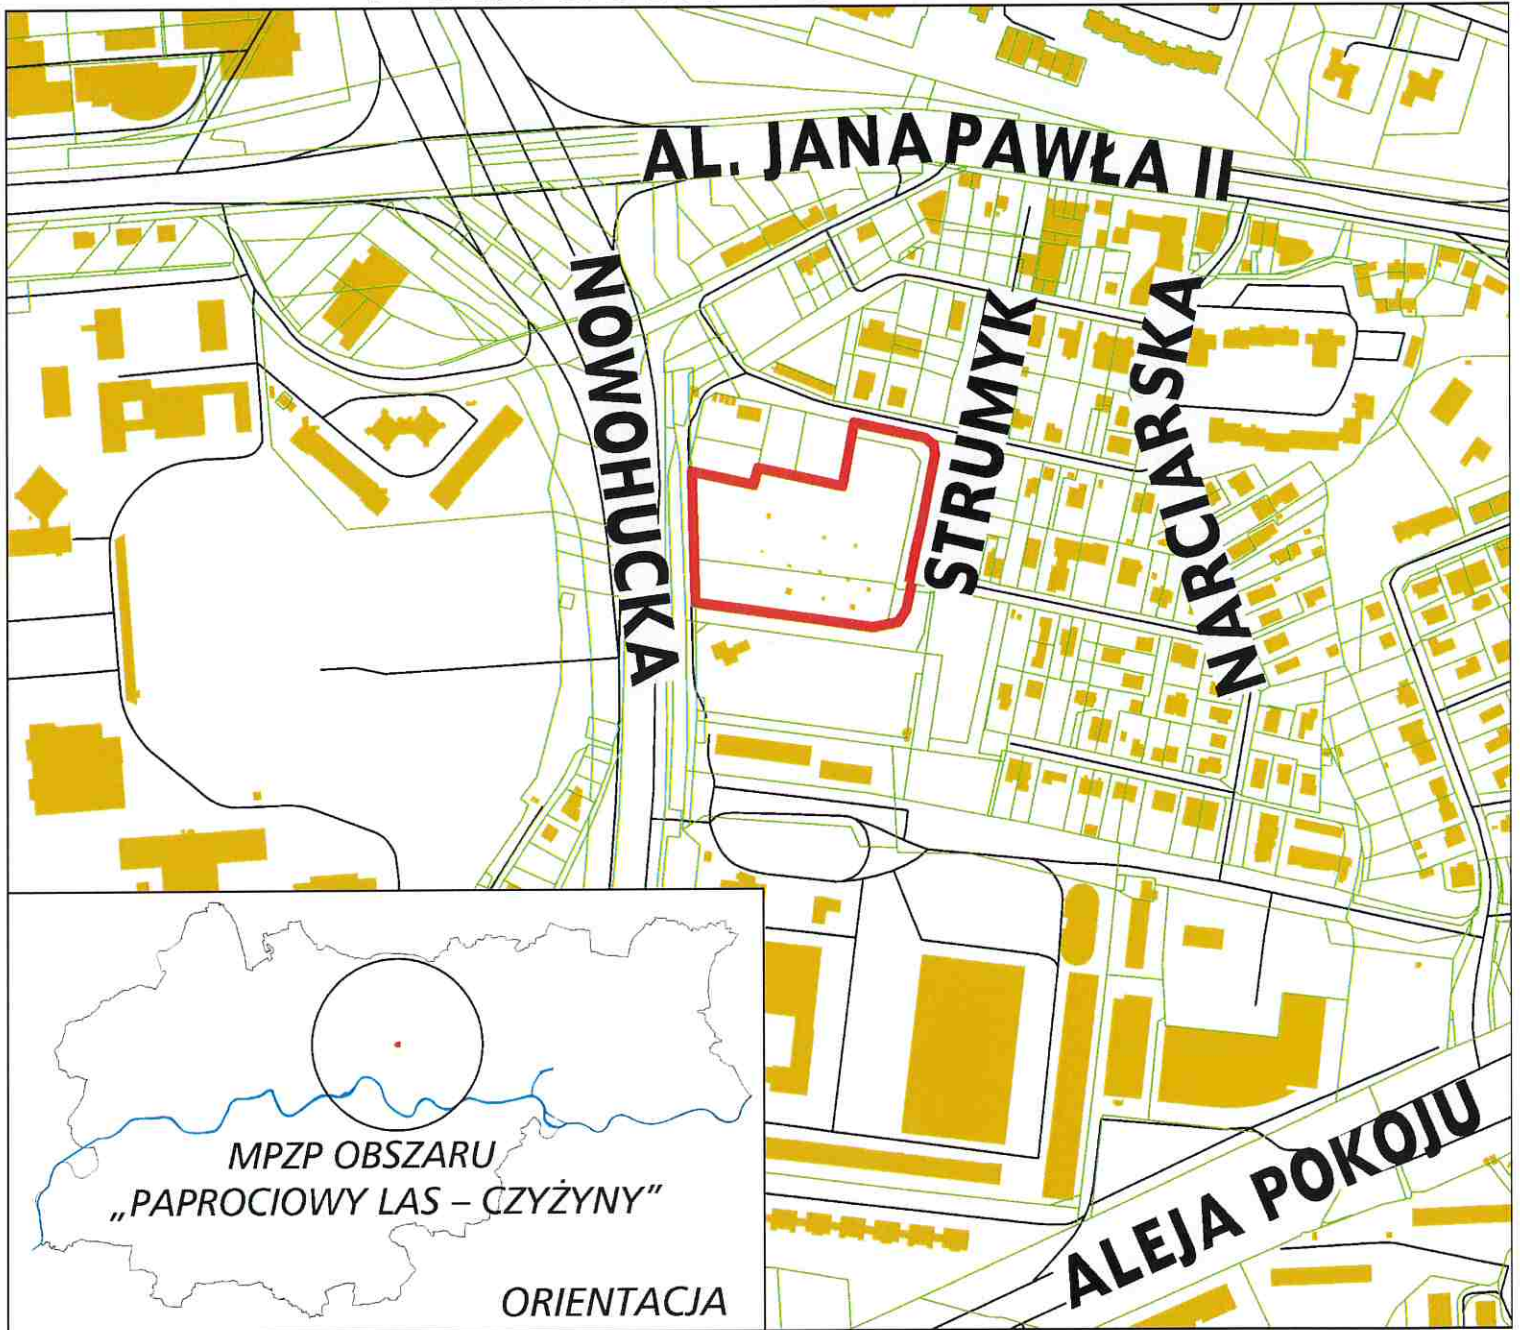 AL. JANA PAWŁA II
NOWOHUCKA
STRUMYK
NARCIARSKA
MPZP OBSZARU
„PAPROCIOWY LAS – CZYŻYNY”
ORIENTACJA
ALEJA POKOJU